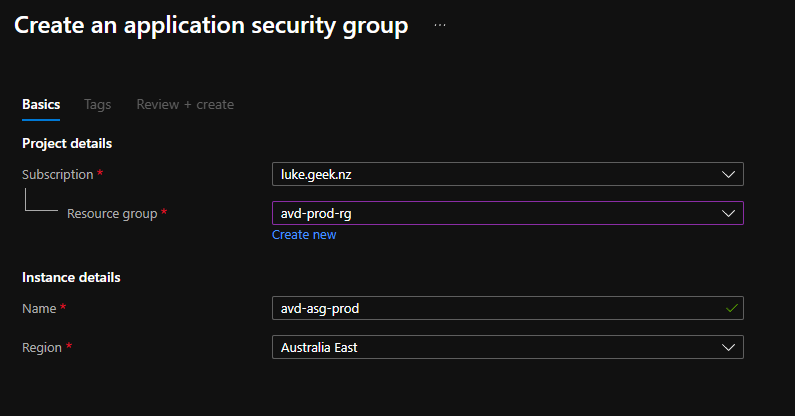 Create an application security group ...
Basics Tags Review + create
Project details
Subscription * luke.geek.nz
Resource group * avd-prod-rg
Create new
Instance details
Name * avd-asg-prod
Region * Australia East